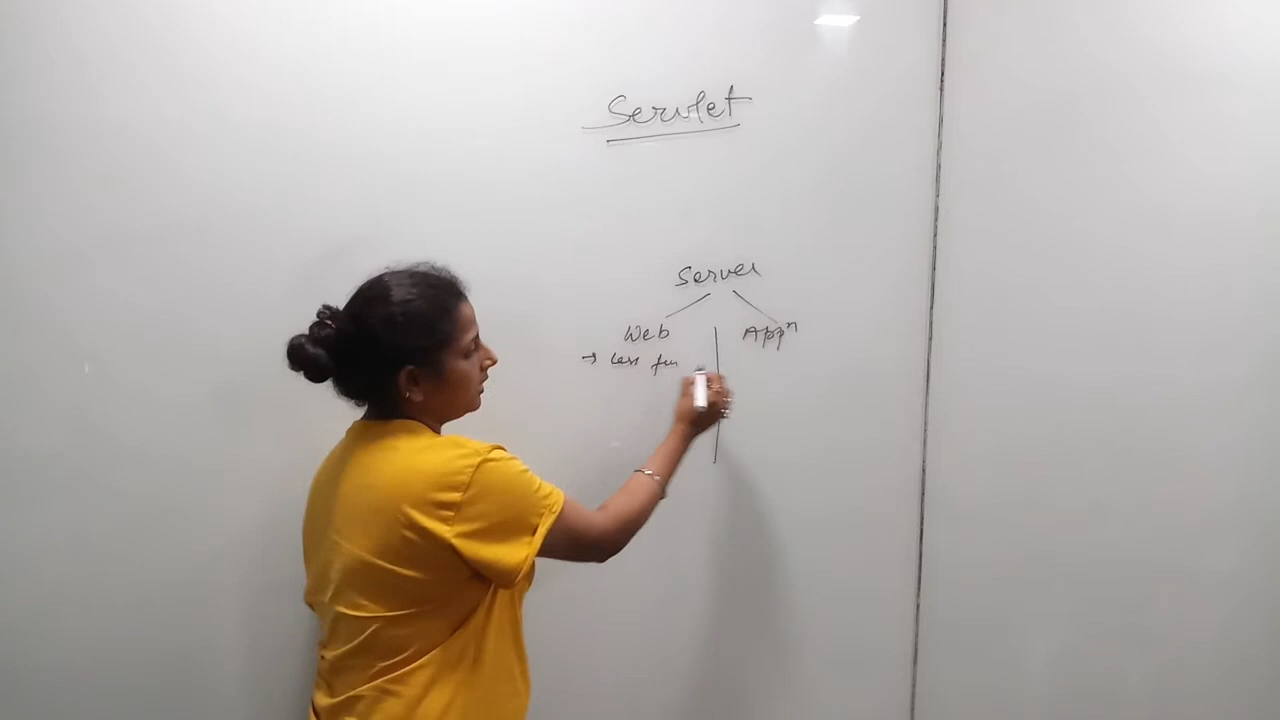 Servlet
Server
Web Appⁿ
→ Less fun